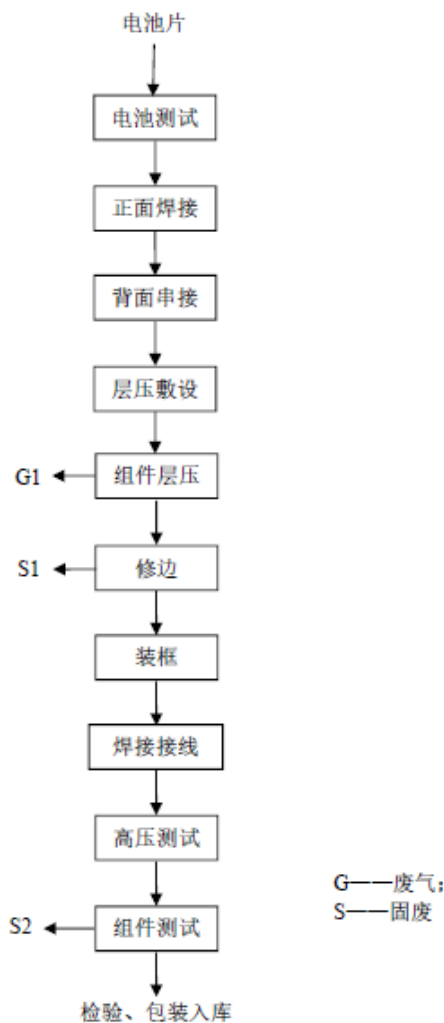 电池片
电池测试
正面焊接
背面串接
层压敷设
G1
组件层压
S1
修边
装框
焊接接线
高压测试
G——废气;
S——固废
S2
组件测试
检验、包装入库